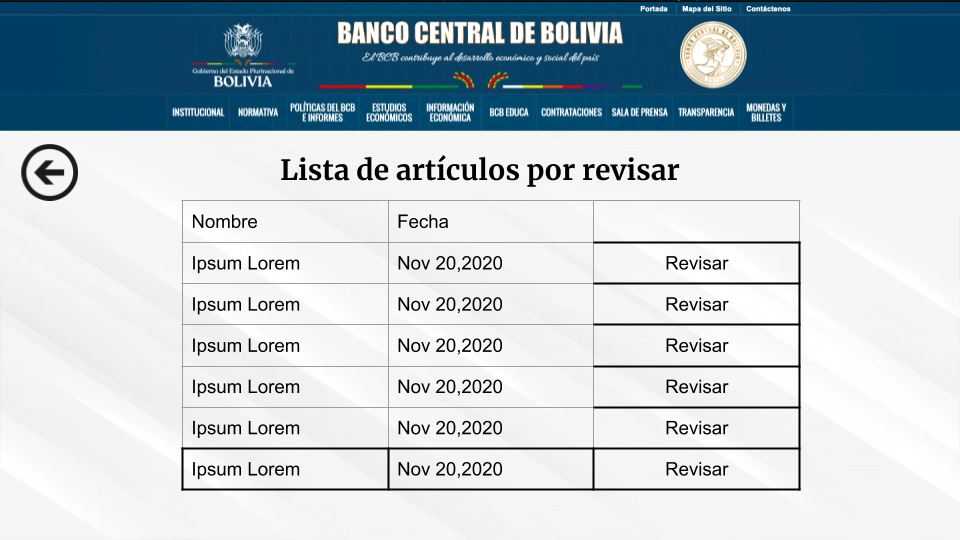 Portada Mapa del Sitio Contáctenos
BANCO CENTRAL DE BOLIVIA
El BCB contribuye al desarrollo económico y social del país
Gobierno del Estado Plurinacional de
BOLIVIA
BANCO CENTRAL DE BOLIVIA
INSTITUCIONAL NORMATIVA POLÍTICAS DEL BCB E INFORMES ESTUDIOS ECONÓMICOS INFORMACIÓN ECONÓMICA BCB EDUCA CONTRATACIONES SALA DE PRENSA TRANSPARENCIA MONEDAS Y BILLETES
Lista de artículos por revisar
Nombre Fecha
Ipsum Lorem Nov 20,2020 Revisar
Ipsum Lorem Nov 20,2020 Revisar
Ipsum Lorem Nov 20,2020 Revisar
Ipsum Lorem Nov 20,2020 Revisar
Ipsum Lorem Nov 20,2020 Revisar
Ipsum Lorem Nov 20,2020 Revisar